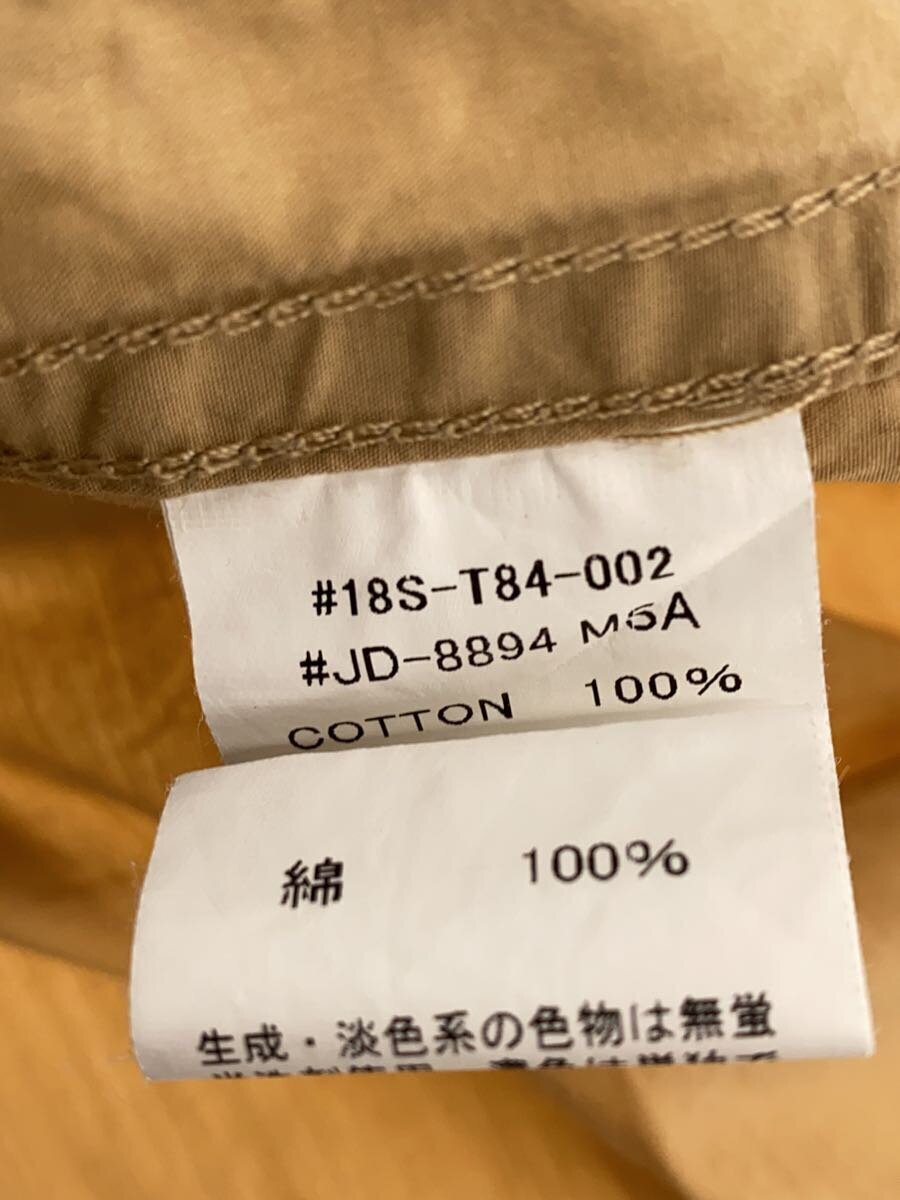 #18S-T84-002
#JD-8894 M5A
COTTON 100%
綿 100%
生成・淡色系の色物は無蛍